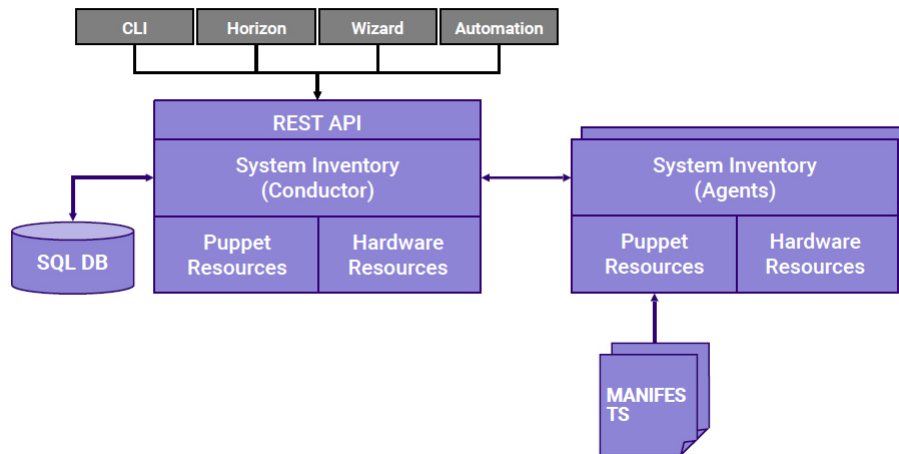 CLI
Horizon
Wizard
Automation
REST API
System Inventory
(Conductor)
Puppet
Resources
Hardware
Resources
SQL DB
System Inventory
(Agents)
Puppet
Resources
Hardware
Resources
MANIFES
TS